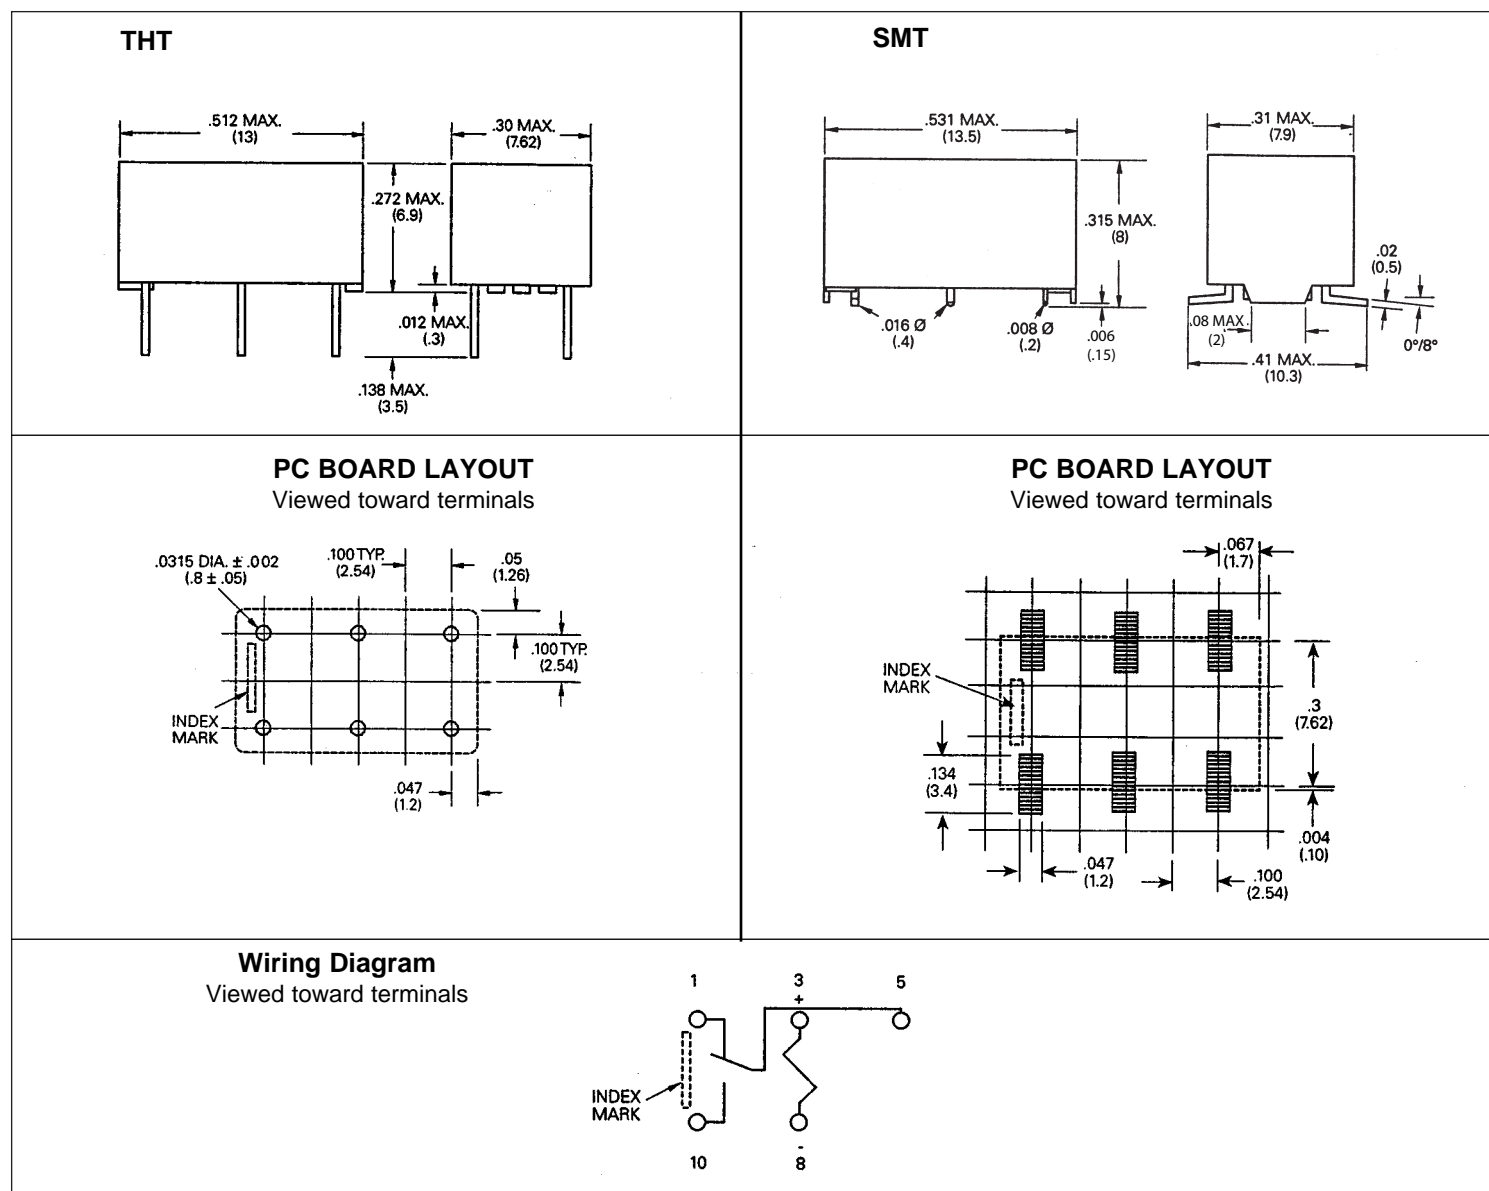 THT
.512 MAX.
(13)
.30 MAX.
(7.62)
.272 MAX.
(6.9)
.012 MAX.
(.3)
.138 MAX.
(3.5)
SMT
.531 MAX.
(13.5)
.31 MAX.
(7.9)
.315 MAX.
(8)
.02
(0.5)
.016 Ø
(.4)
.008 Ø
(.2)
.006
(.15)
.08 MAX.
(2)
0°/8°
.41 MAX.
(10.3)
PC BOARD LAYOUT
Viewed toward terminals
.0315 DIA. ± .002
(.8 ± .05)
.100 TYP.
(2.54)
.05
(1.26)
.100 TYP.
(2.54)
INDEX
MARK
.047
(1.2)
PC BOARD LAYOUT
Viewed toward terminals
.067
(1.7)
INDEX
MARK
.3
(7.62)
.134
(3.4)
.004
(.10)
.047
(1.2)
.100
(2.54)
Wiring Diagram
Viewed toward terminals
1 3 5
+
INDEX
MARK
-
10 8